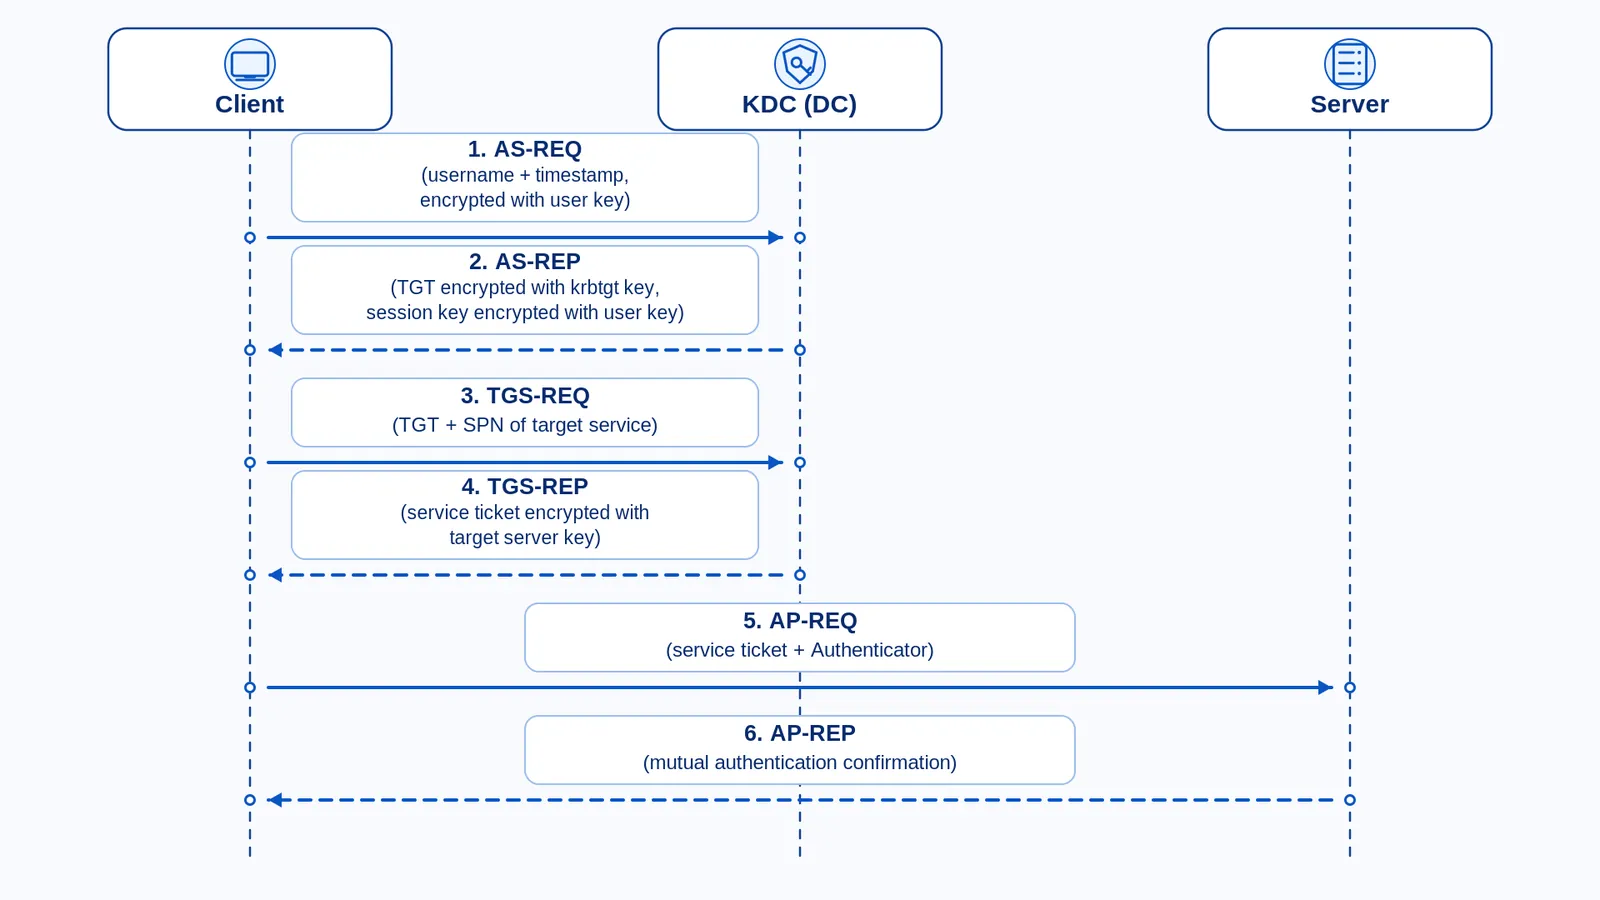 Client
KDC (DC)
Server
1. AS-REQ
(username + timestamp,
encrypted with user key)
2. AS-REP
(TGT encrypted with krbtgt key,
session key encrypted with user key)
3. TGS-REQ
(TGT + SPN of target service)
4. TGS-REP
(service ticket encrypted with
target server key)
5. AP-REQ
(service ticket + Authenticator)
6. AP-REP
(mutual authentication confirmation)